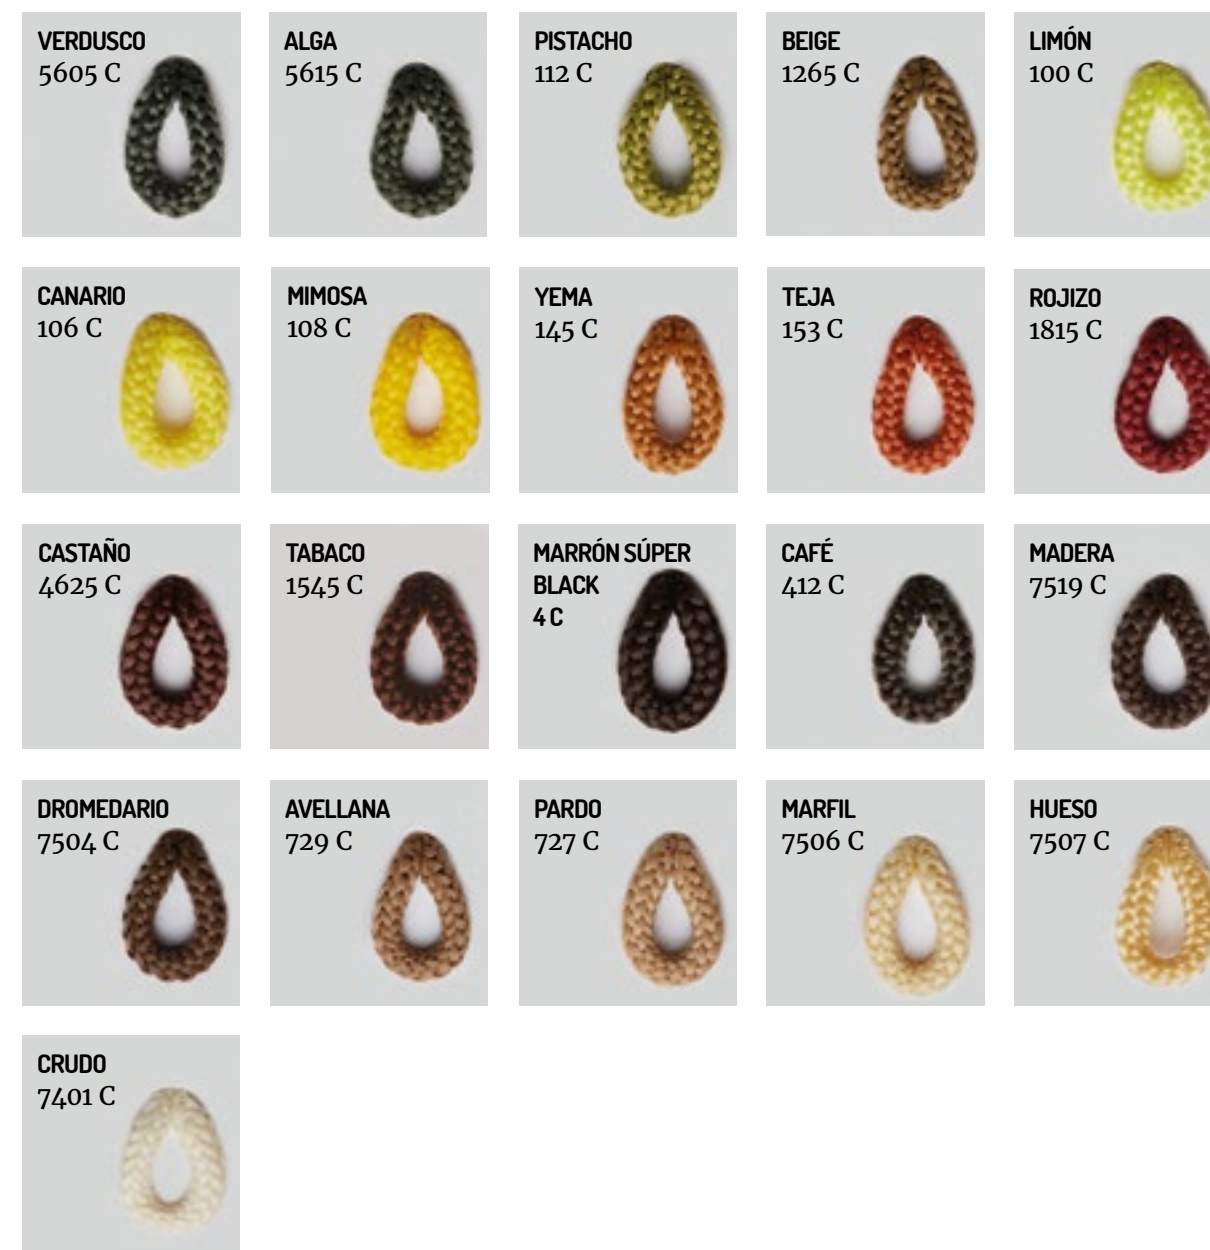 VERDUSCO
5605 C
ALGA
5615 C
PISTACHO
112 C
BEIGE
1265 C
LIMÓN
100 C
CANARIO
106 C
MIMOSA
108 C
YEMA
145 C
TEJA
153 C
ROJIZO
1815 C
CASTAÑO
4625 C
TABACO
1545 C
MARRÓN SÚPER
BLACK
4 C
CAFÉ
412 C
MADERA
7519 C
DROMEDARIO
7504 C
AVELLANA
729 C
PARDO
727 C
MARFIL
7506 C
HUESO
7507 C
CRUDO
7401 C